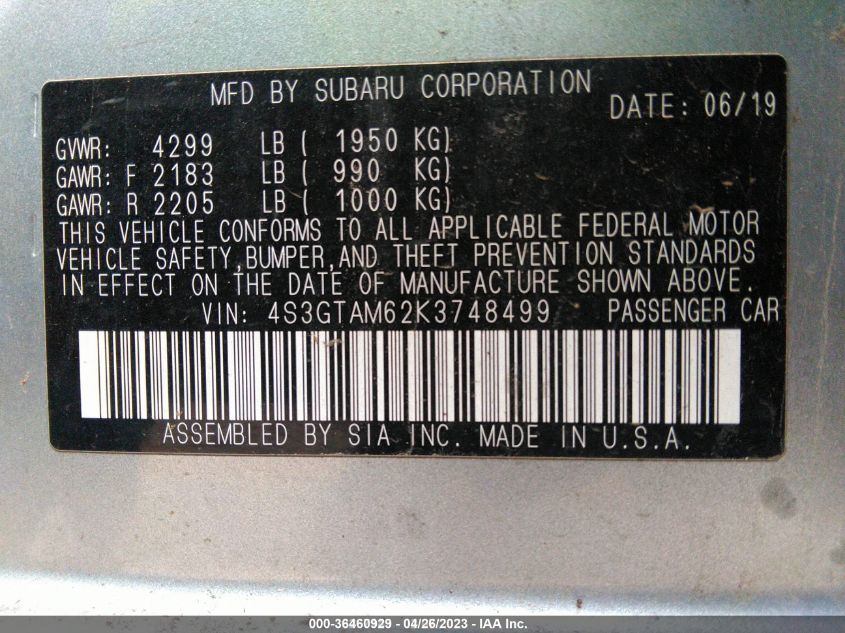 MFD BY SUBARU CORPORATION
DATE: 06/19
GVWR: 4299 LB ( 1950 KG)
GAWR: F 2183 LB ( 990 KG)
GAWR: R 2205 LB ( 1000 KG)
THIS VEHICLE CONFORMS TO ALL APPLICABLE FEDERAL MOTOR
VEHICLE SAFETY, BUMPER, AND THEFT PREVENTION STANDARDS
IN EFFECT ON THE DATE OF MANUFACTURE SHOWN ABOVE.
VIN: 4S3GTAM62K3748499 PASSENGER CAR
ASSEMBLED BY SIA INC. MADE IN U.S.A.
000-36460929 - 04/26/2023 - IAA Inc.